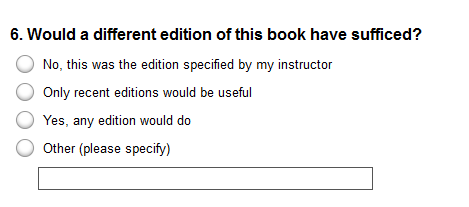 6. Would a different edition of this book have sufficed?
No, this was the edition specified by my instructor
Only recent editions would be useful
Yes, any edition would do
Other (please specify)